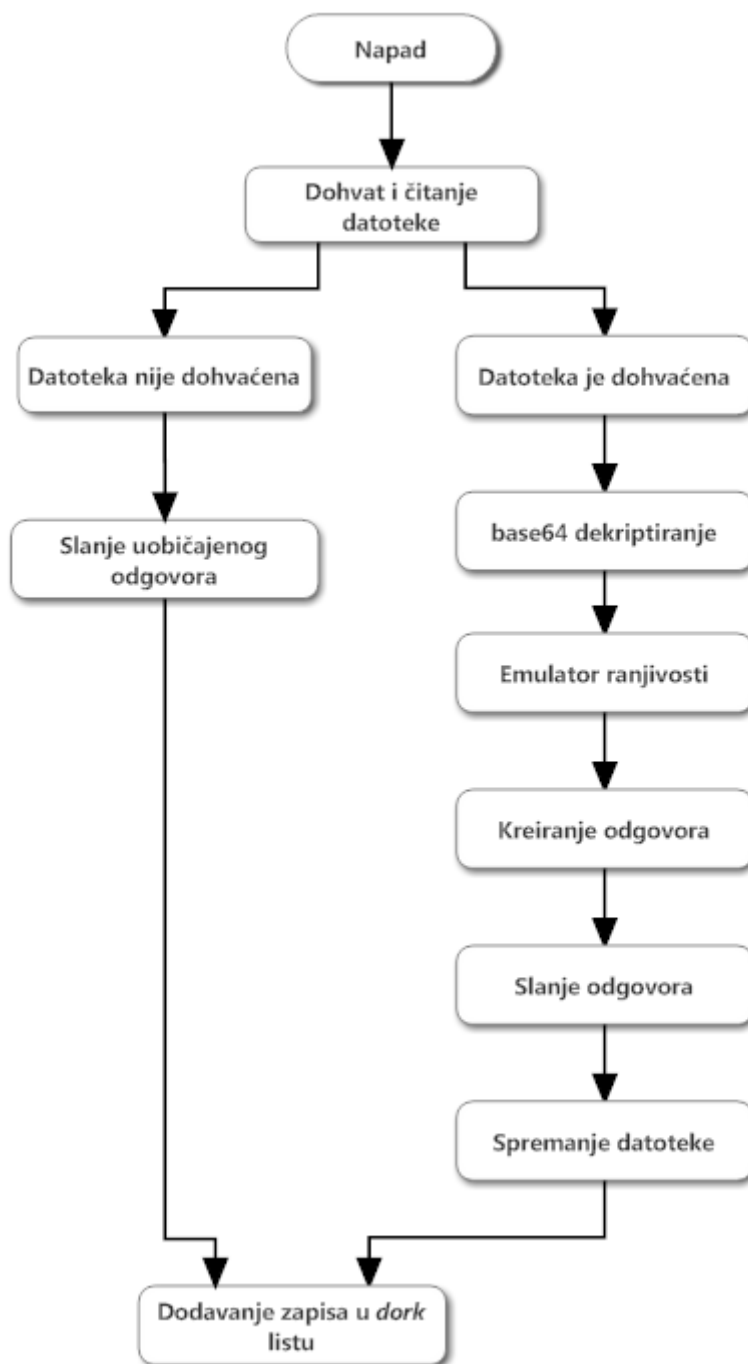 Napad
Dohvat i čitanje
datoteke
Datoteka nije dohvaćena
Datoteka je dohvaćena
Slanje uobičajenog
odgovora
base64 dekriptiranje
Emulator ranjivosti
Kreiranje odgovora
Slanje odgovora
Spremanje datoteke
Dodavanje zapisa u dork
listu